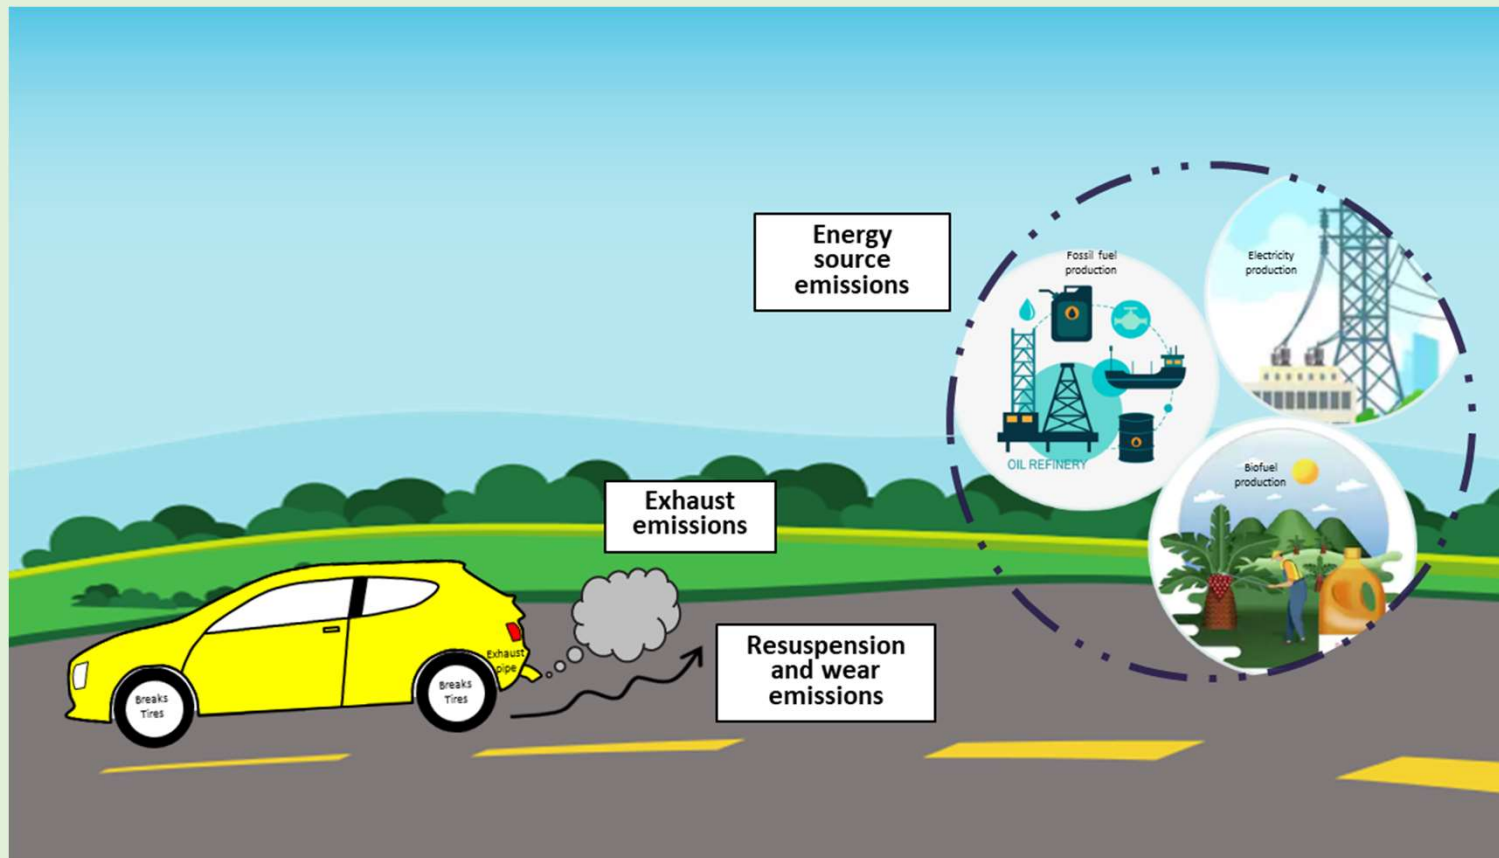 Energy
source
emissions
Fossil fuel
production
OIL REFINERY
Electricity
production
Biofuel
production
Exhaust
emissions
Resuspension
and wear
emissions
Exhaust
pipe
Breaks
Tires
Breaks
Tires